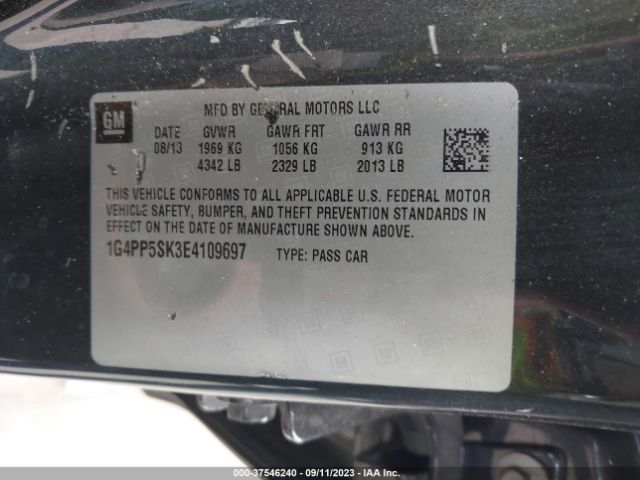 GM
MFD BY GENERAL MOTORS LLC
DATE GVWR GAWR FRT GAWR RR
08/13 1969 KG 1056 KG 913 KG
4342 LB 2329 LB 2013 LB
THIS VEHICLE CONFORMS TO ALL APPLICABLE U.S. FEDERAL MOTOR
VEHICLE SAFETY, BUMPER, AND THEFT PREVENTION STANDARDS IN
EFFECT ON THE DATE OF MANUFACTURE SHOWN ABOVE.
1G4PP5SK3E4109697 TYPE: PASS CAR
000-37546240 - 09/11/2023 - IAAI.COM